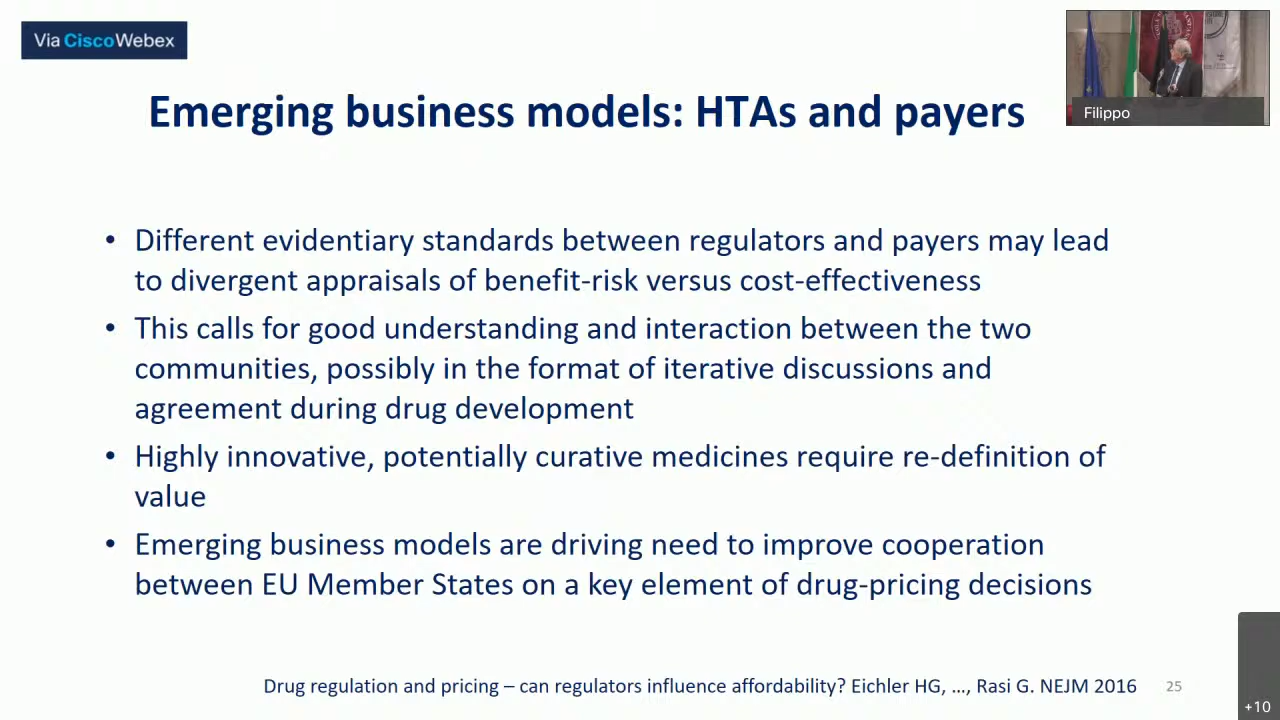 Via Cisco Webex
Filippo
Emerging business models: HTAs and payers
• Different evidentiary standards between regulators and payers may lead
to divergent appraisals of benefit-risk versus cost-effectiveness
• This calls for good understanding and interaction between the two
communities, possibly in the format of iterative discussions and
agreement during drug development
• Highly innovative, potentially curative medicines require re-definition of
value
• Emerging business models are driving need to improve cooperation
between EU Member States on a key element of drug-pricing decisions
Drug regulation and pricing – can regulators influence affordability? Eichler HG, …, Rasi G. NEJM 2016
25
+10